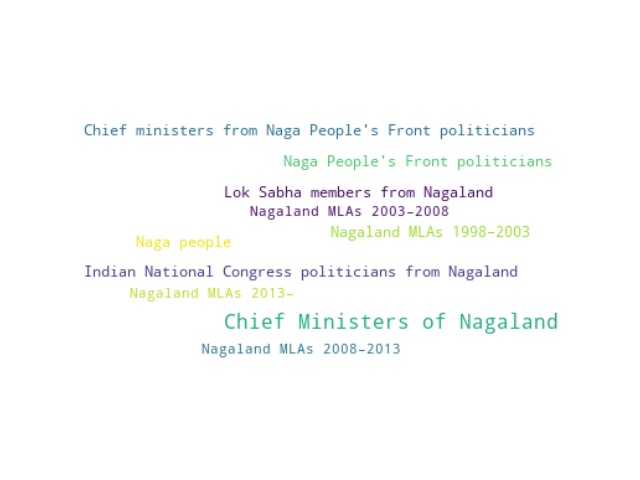 Chief ministers from Naga People's Front politicians
Naga People's Front politicians
Lok Sabha members from Nagaland
Nagaland MLAs 2003–2008
Nagaland MLAs 1998–2003
Naga people
Indian National Congress politicians from Nagaland
Nagaland MLAs 2013–
Chief Ministers of Nagaland
Nagaland MLAs 2008–2013